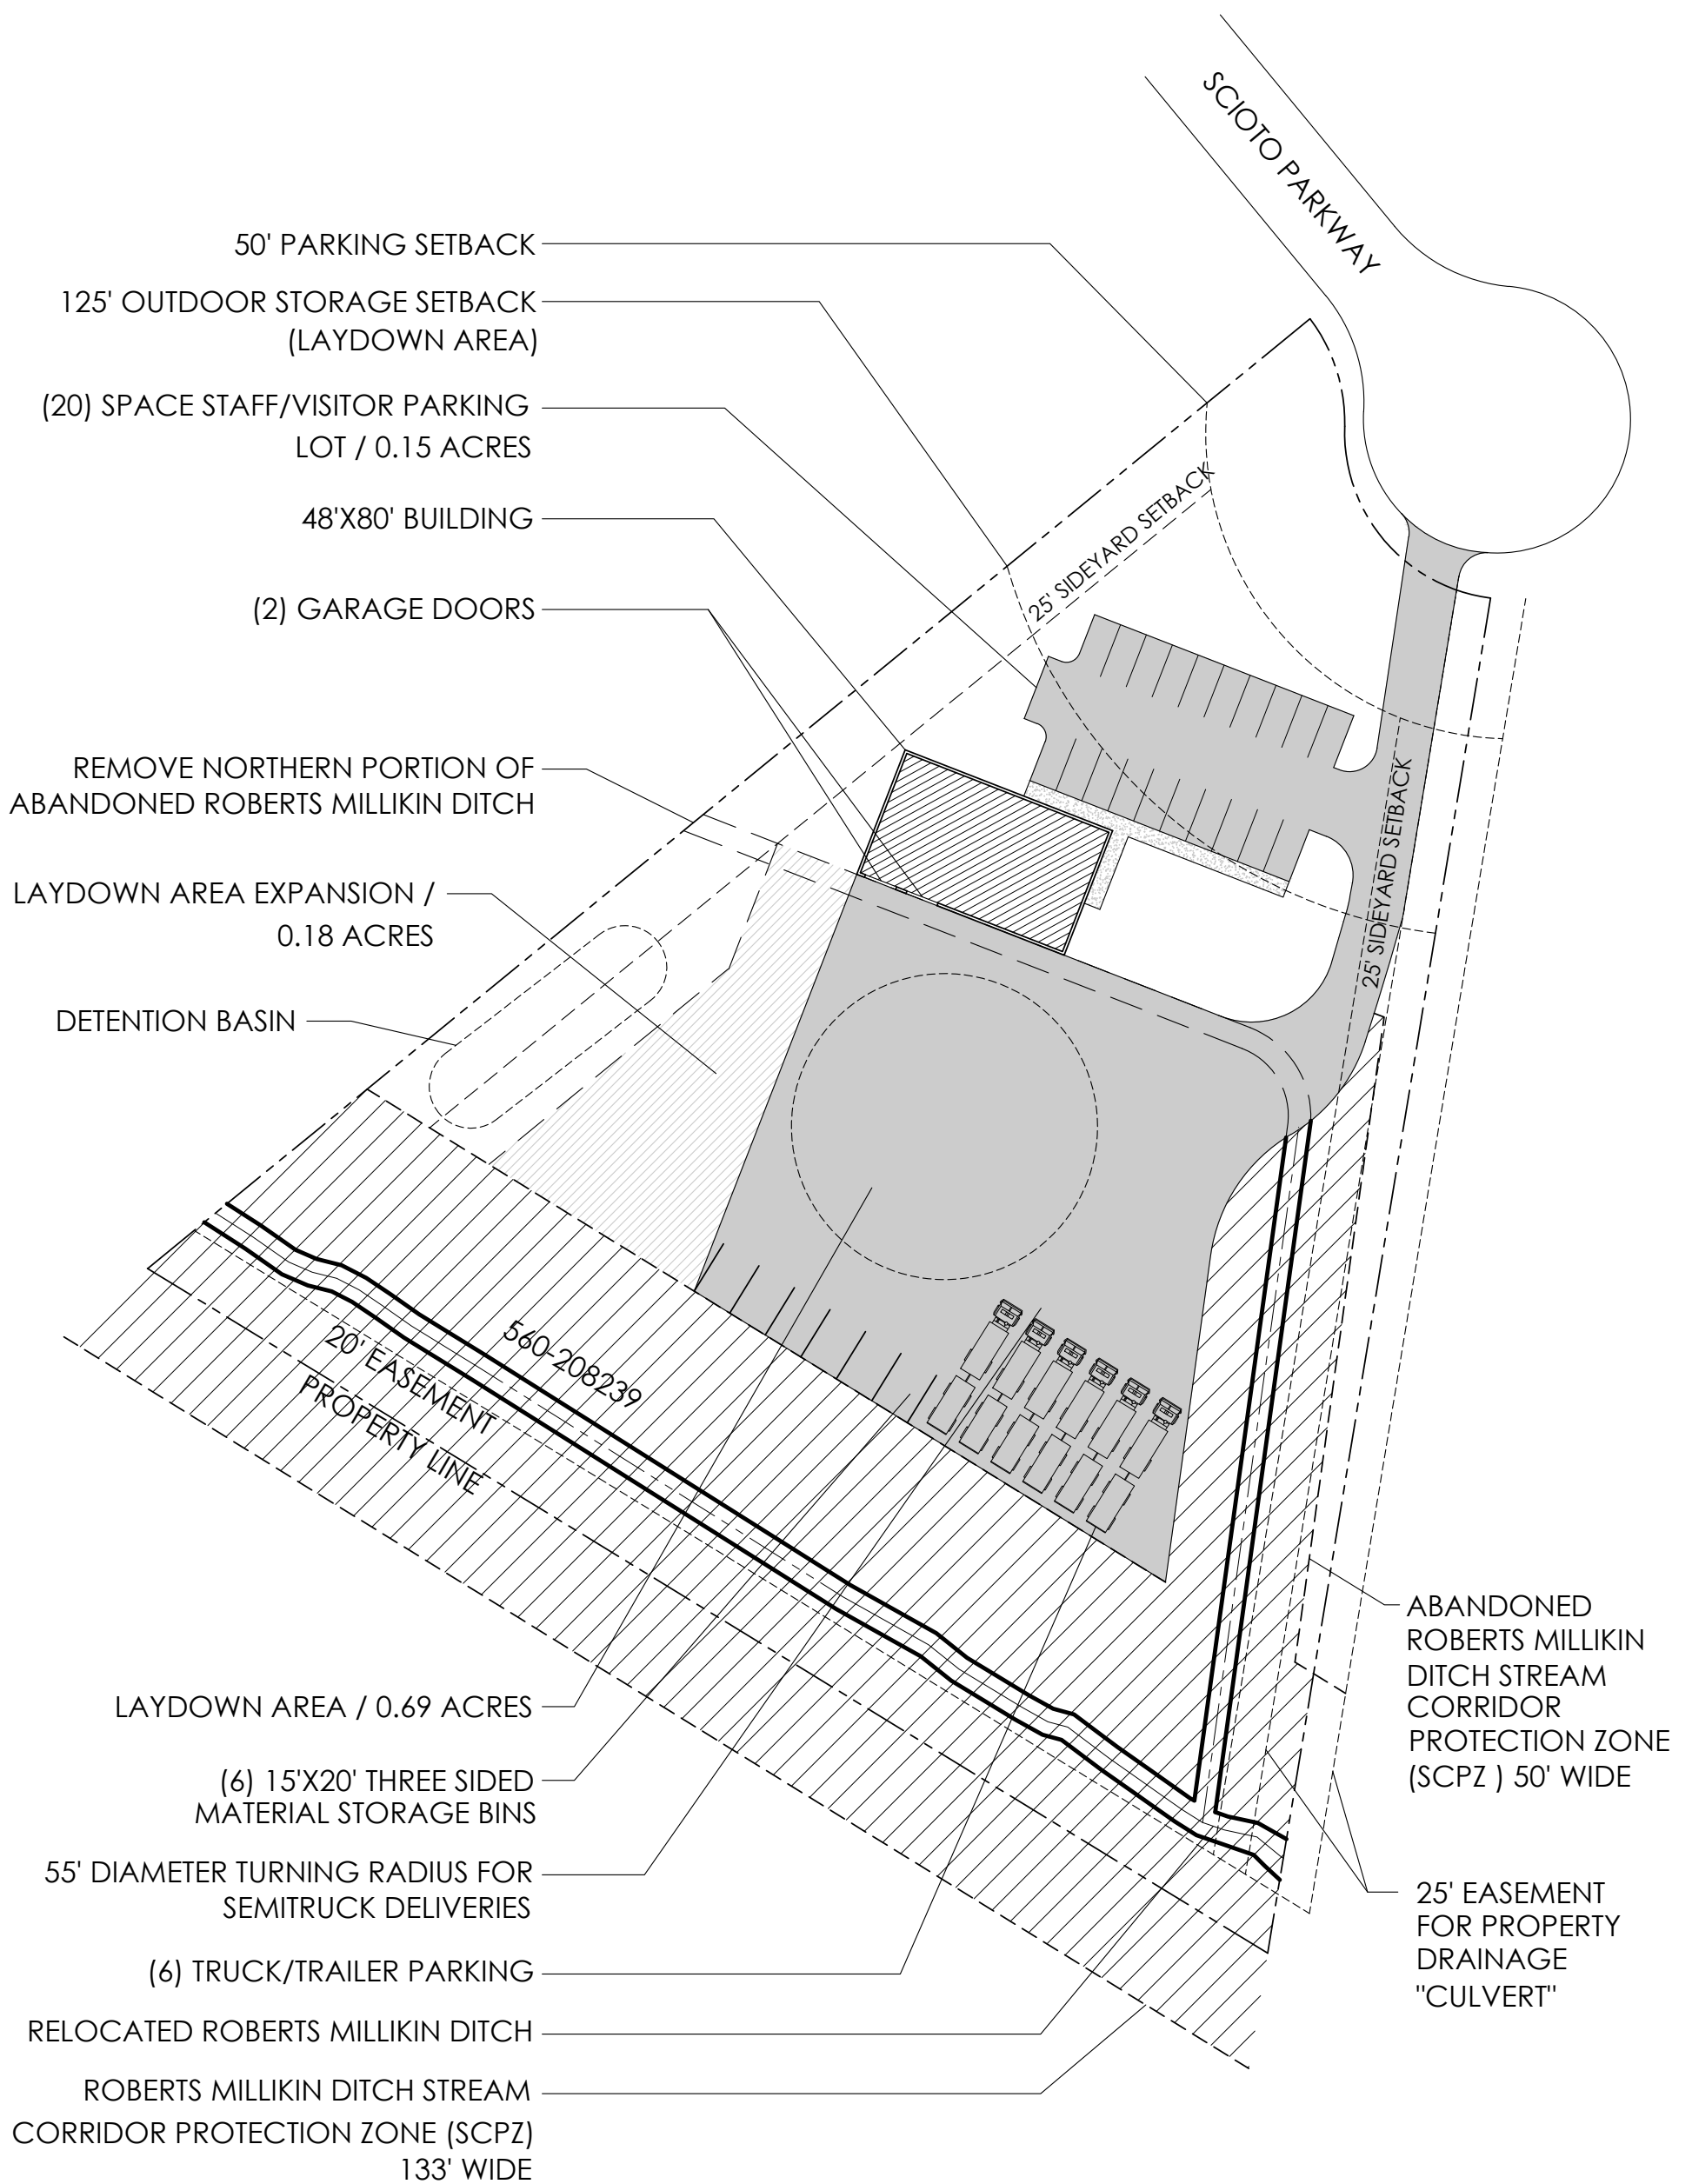 SCIOTO PARKWAY
50' PARKING SETBACK
125' OUTDOOR STORAGE SETBACK
(LAYDOWN AREA)
(20) SPACE STAFF/VISITOR PARKING
LOT / 0.15 ACRES
48'X80' BUILDING
(2) GARAGE DOORS
25' SIDEYARD SETBACK
REMOVE NORTHERN PORTION OF
ABANDONED ROBERTS MILLIKIN DITCH
25' SIDEYARD SETBACK
LAYDOWN AREA EXPANSION /
0.18 ACRES
DETENTION BASIN
560-208239
20' EASEMENT
PROPERTY LINE
LAYDOWN AREA / 0.69 ACRES
(6) 15'X20' THREE SIDED
MATERIAL STORAGE BINS
55' DIAMETER TURNING RADIUS FOR
SEMITRUCK DELIVERIES
(6) TRUCK/TRAILER PARKING
RELOCATED ROBERTS MILLIKIN DITCH
ROBERTS MILLIKIN DITCH STREAM
CORRIDOR PROTECTION ZONE (SCPZ)
133' WIDE
ABANDONED
ROBERTS MILLIKIN
DITCH STREAM
CORRIDOR
PROTECTION ZONE
(SCPZ ) 50' WIDE
25' EASEMENT
FOR PROPERTY
DRAINAGE
"CULVERT"